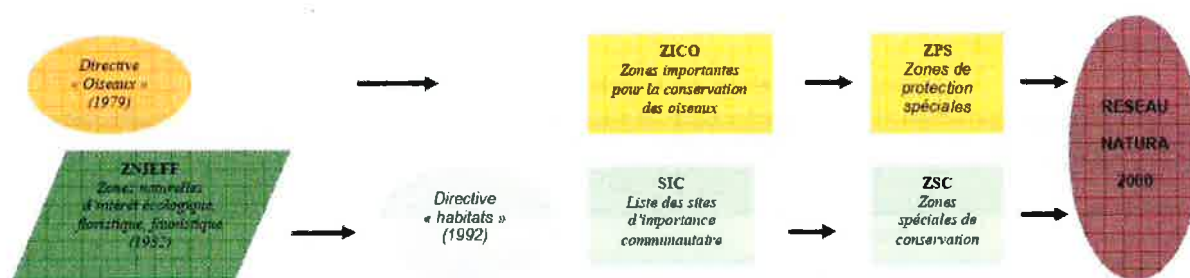 Directive
« Oiseaux »
(1979)
ZICO
Zones importantes
pour la conservation
des oiseaux
ZPS
Zones de
protection
spéciales
RESEAU
NATURA
2000
ZNIEFF
Zones naturelles
d'intérêt écologique,
floristique, faunistique
(1982)
Directive
« habitats »
(1992)
SIC
Liste des sites
d'importance
communautaire
ZSC
Zones
spéciales de
conservation